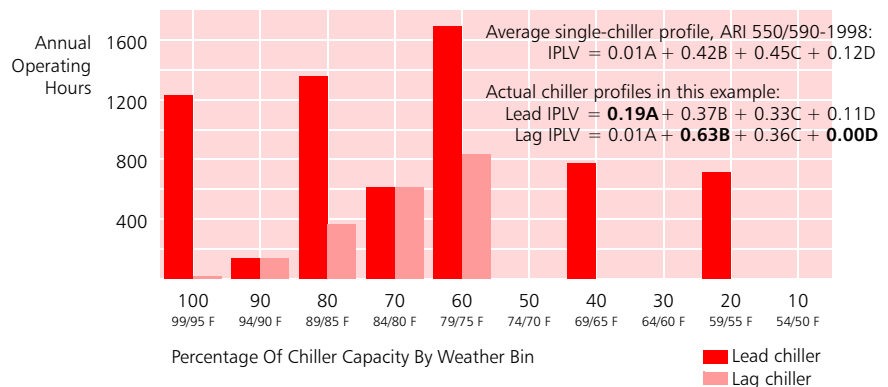 Annual
Operating
Hours
1600
1200
800
400
Average single-chiller profile, ARI 550/590-1998:
IPLV = 0.01A + 0.42B + 0.45C + 0.12D
Actual chiller profiles in this example:
Lead IPLV = 0.19A + 0.37B + 0.33C + 0.11D
Lag IPLV = 0.01A + 0.63B + 0.36C + 0.00D
100 90 80 70 60 50 40 30 20 10
99/95 F 94/90 F 89/85 F 84/80 F 79/75 F 74/70 F 69/65 F 64/60 F 59/55 F 54/50 F
Percentage Of Chiller Capacity By Weather Bin
Lead chiller
Lag chiller